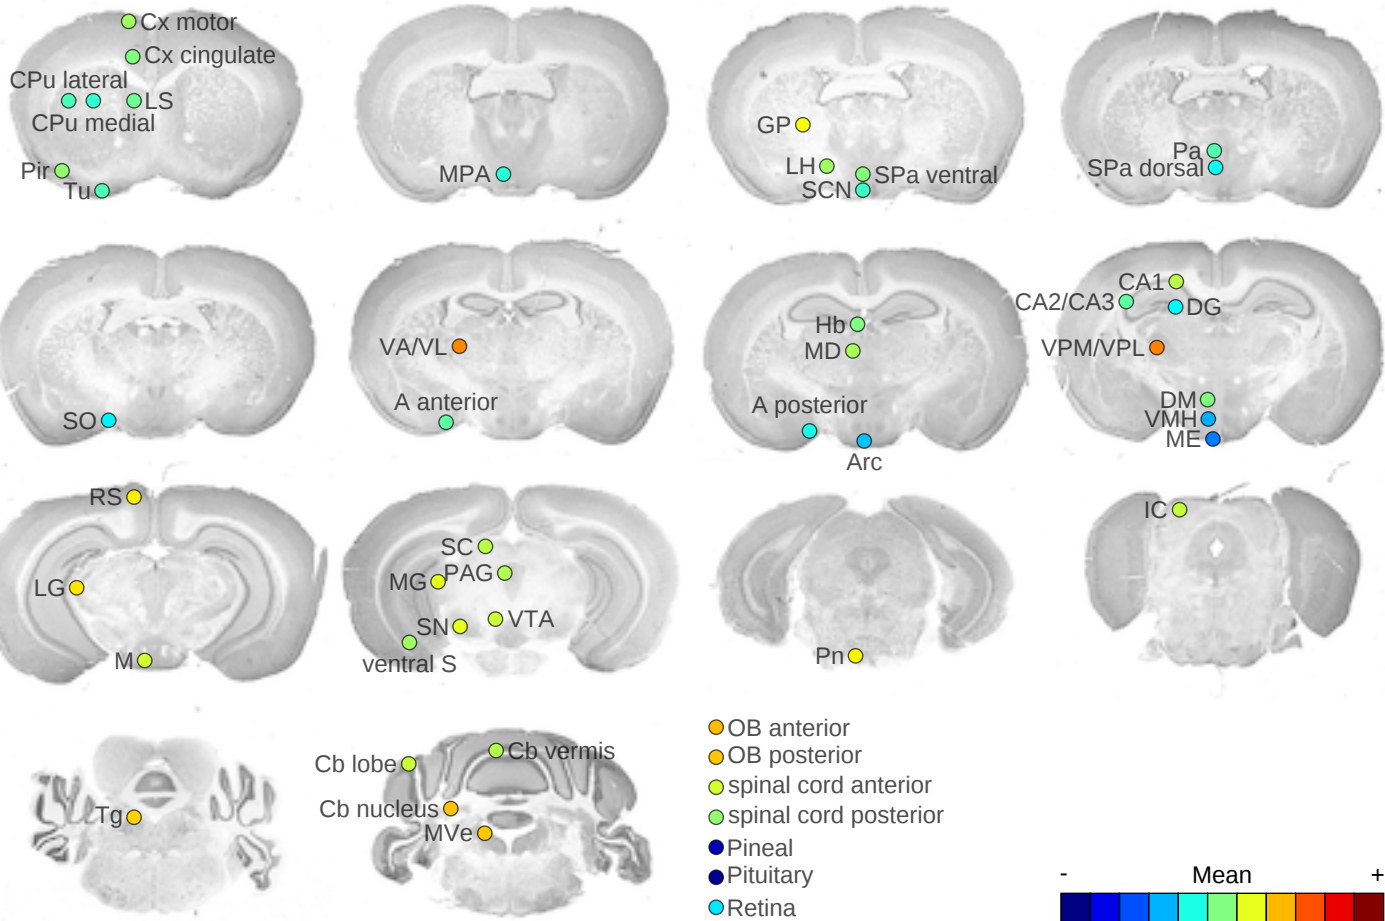 Cx motor
Cx cingulate
CPu lateral
LS
CPu medial
Pir
Tu
MPA
GP
LH
SPa ventral
SCN
Pa
SPa dorsal
SO
VA/VL
A anterior
Hb
MD
A posterior
Arc
CA1
CA2/CA3
DG
VPM/VPL
DM
VMH
ME
RS
LG
M
SC
MG
PAG
SN
VTA
ventral S
Pn
IC
Tg
Cb lobe
Cb vermis
Cb nucleus
MVe
OB anterior
OB posterior
spinal cord anterior
spinal cord posterior
Pineal
Pituitary
Retina
- Mean +